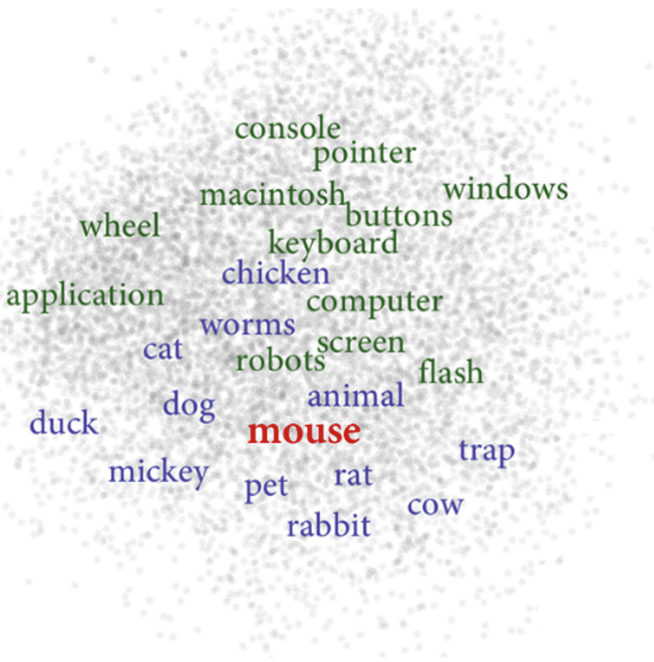 console
pointer
windows
macintosh
buttons
wheel
keyboard
chicken
application
computer
worms
screen
cat
robots
flash
animal
dog
duck
mouse
trap
mickey
rat
pet
cow
rabbit